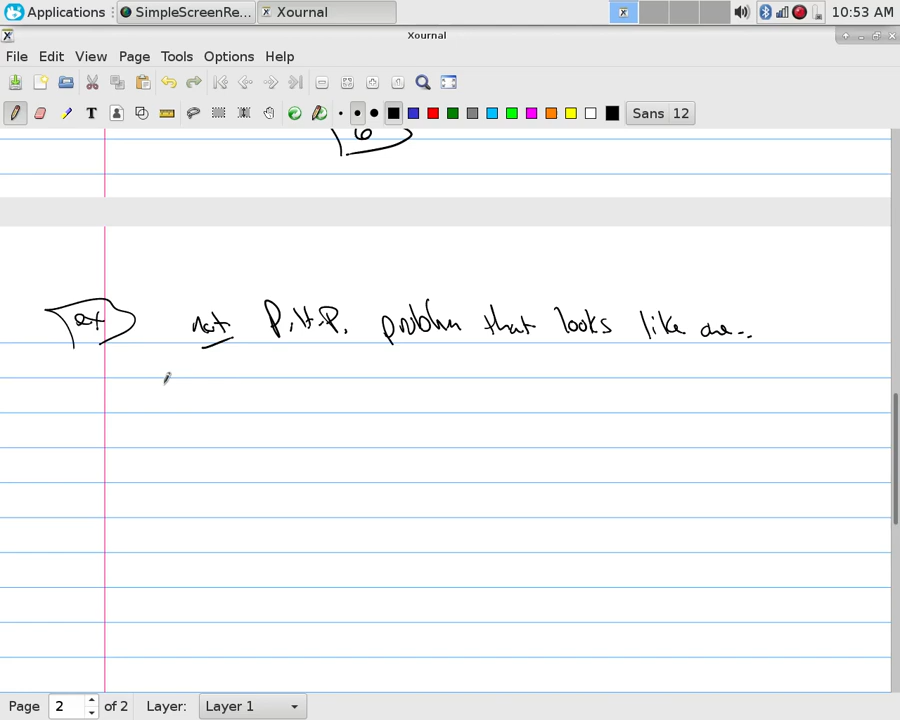 Applications SimpleScreenRe... Xournal 10:53 AM
Xournal
File Edit View Page Tools Options Help
T Sans 12
6
ex not P.H.P. problem that looks like one..
Page 2 of 2 Layer: Layer 1